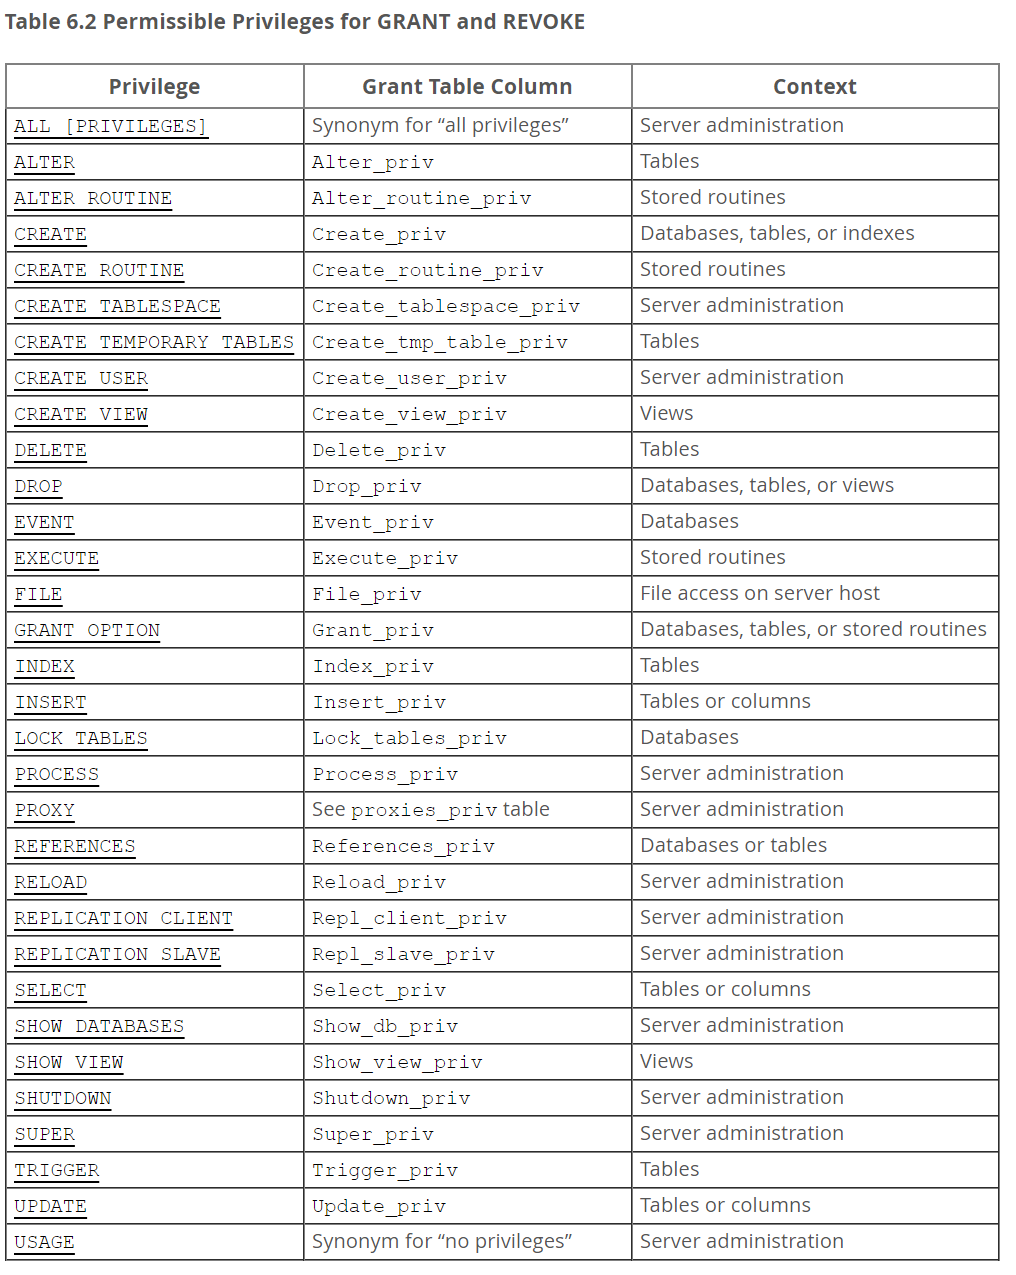 Table 6.2 Permissible Privileges for GRANT and REVOKE
Privilege Grant Table Column Context
ALL [PRIVILEGES] Synonym for “all privileges” Server administration
ALTER Alter_priv Tables
ALTER ROUTINE Alter_routine_priv Stored routines
CREATE Create_priv Databases, tables, or indexes
CREATE ROUTINE Create_routine_priv Stored routines
CREATE TABLESPACE Create_tablespace_priv Server administration
CREATE TEMPORARY TABLES Create_tmp_table_priv Tables
CREATE USER Create_user_priv Server administration
CREATE VIEW Create_view_priv Views
DELETE Delete_priv Tables
DROP Drop_priv Databases, tables, or views
EVENT Event_priv Databases
EXECUTE Execute_priv Stored routines
FILE File_priv File access on server host
GRANT OPTION Grant_priv Databases, tables, or stored routines
INDEX Index_priv Tables
INSERT Insert_priv Tables or columns
LOCK TABLES Lock_tables_priv Databases
PROCESS Process_priv Server administration
PROXY See proxies_priv table Server administration
REFERENCES References_priv Databases or tables
RELOAD Reload_priv Server administration
REPLICATION CLIENT Repl_client_priv Server administration
REPLICATION SLAVE Repl_slave_priv Server administration
SELECT Select_priv Tables or columns
SHOW DATABASES Show_db_priv Server administration
SHOW VIEW Show_view_priv Views
SHUTDOWN Shutdown_priv Server administration
SUPER Super_priv Server administration
TRIGGER Trigger_priv Tables
UPDATE Update_priv Tables or columns
USAGE Synonym for “no privileges” Server administration